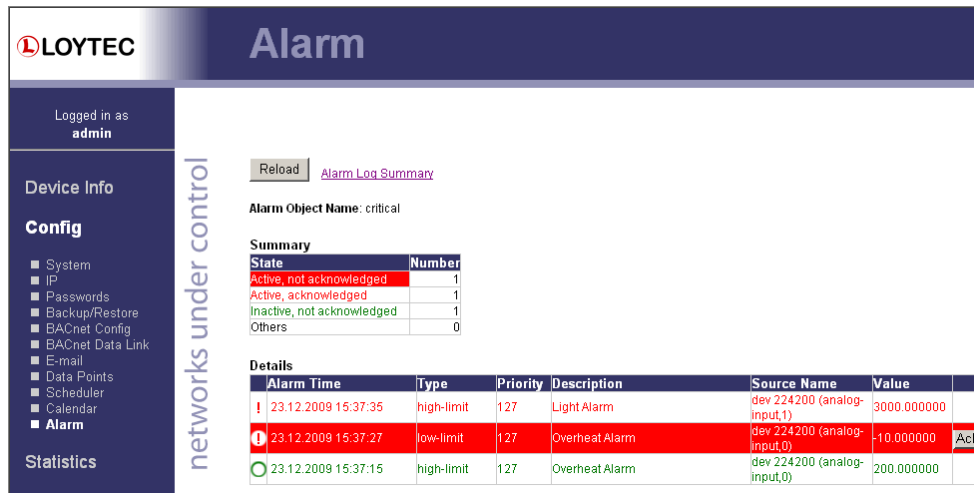 LOYTEC
Alarm
Logged in as
admin
Device Info
Config
System
IP
Passwords
Backup/Restore
BACnet Config
BACnet Data Link
E-mail
Data Points
Scheduler
Calendar
Alarm
Statistics
networks under control
Reload Alarm Log Summary
Alarm Object Name: critical
Summary
State Number
Active, not acknowledged 1
Active, acknowledged 1
Inactive, not acknowledged 1
Others 0
Details
Alarm Time Type Priority Description Source Name Value
! 23.12.2009 15:37:35 high-limit 127 Light Alarm dev 224200 (analog-
input,1) 3000.000000
! 23.12.2009 15:37:27 low-limit 127 Overheat Alarm dev 224200 (analog-
input,0) -10.000000
23.12.2009 15:37:15 high-limit 127 Overheat Alarm dev 224200 (analog-
input,0) 200.000000